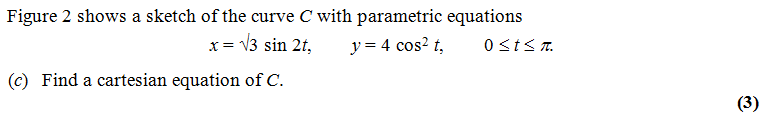 Figure 2 shows a sketch of the curve C with parametric equations
x = √3 sin 2t, y = 4 cos² t, 0 ≤ t ≤ π.
(c) Find a cartesian equation of C.
(3)